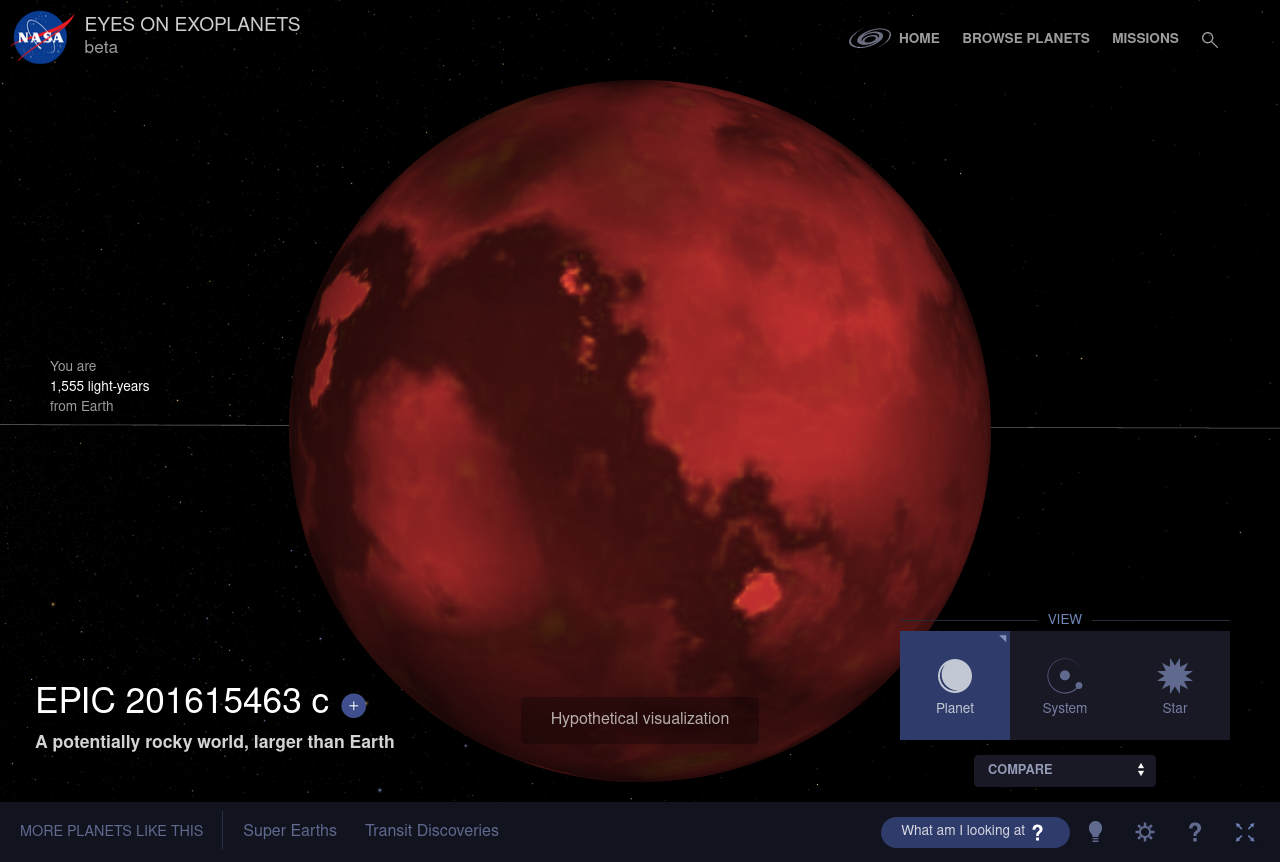 NASA
EYES ON EXOPLANETS
beta
HOME
BROWSE PLANETS
MISSIONS
You are
1,555 light-years
from Earth
VIEW
Planet
System
Star
EPIC 201615463 c +
A potentially rocky world, larger than Earth
Hypothetical visualization
COMPARE
MORE PLANETS LIKE THIS
Super Earths
Transit Discoveries
What am I looking at ?
?